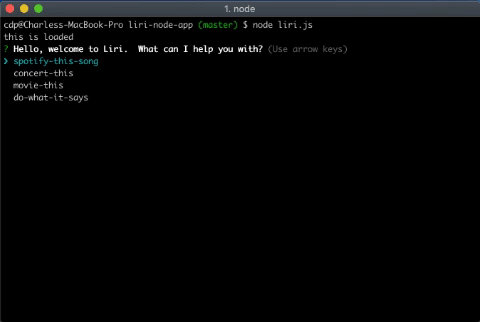 1. node
cdp@Charless-MacBook-Pro liri-node-app (master) $ node liri.js
this is loaded
? Hello, welcome to Liri.  What can I help you with? (Use arrow keys)
❯ spotify-this-song
  concert-this
  movie-this
  do-what-it-says